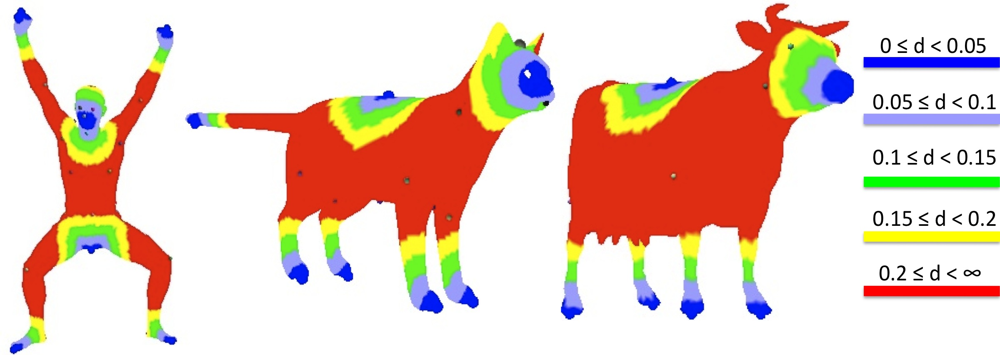 0 ≤ d < 0.05
0.05 ≤ d < 0.1
0.1 ≤ d < 0.15
0.15 ≤ d < 0.2
0.2 ≤ d < ∞